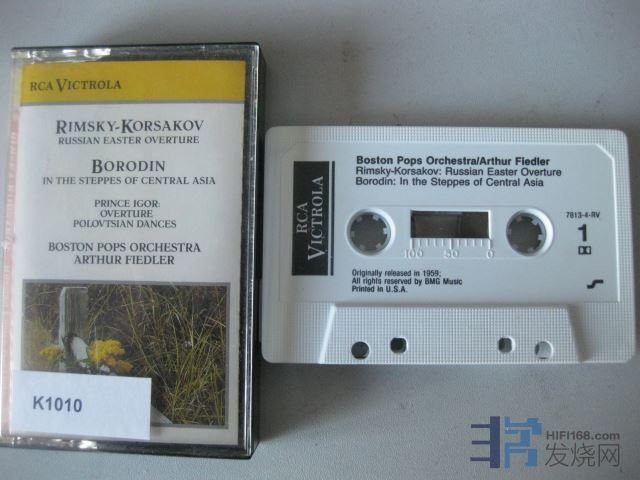 RCA VICTROLA
RIMSKY-KORSAKOV
RUSSIAN EASTER OVERTURE
BORODIN
IN THE STEPPES OF CENTRAL ASIA
PRINCE IGOR:
OVERTURE
POLOVTSIAN DANCES
BOSTON POPS ORCHESTRA
ARTHUR FIEDLER
K1010
RCA
VICTROLA
Boston Pops Orchestra/Arthur Fiedler
Rimsky-Korsakov: Russian Easter Overture
Borodin: In the Steppes of Central Asia
7813-4-RV
1
100 50 0
Originally released in 1959;
All rights reserved by BMG Music
Printed in U.S.A.
HIFI168.com
发烧网